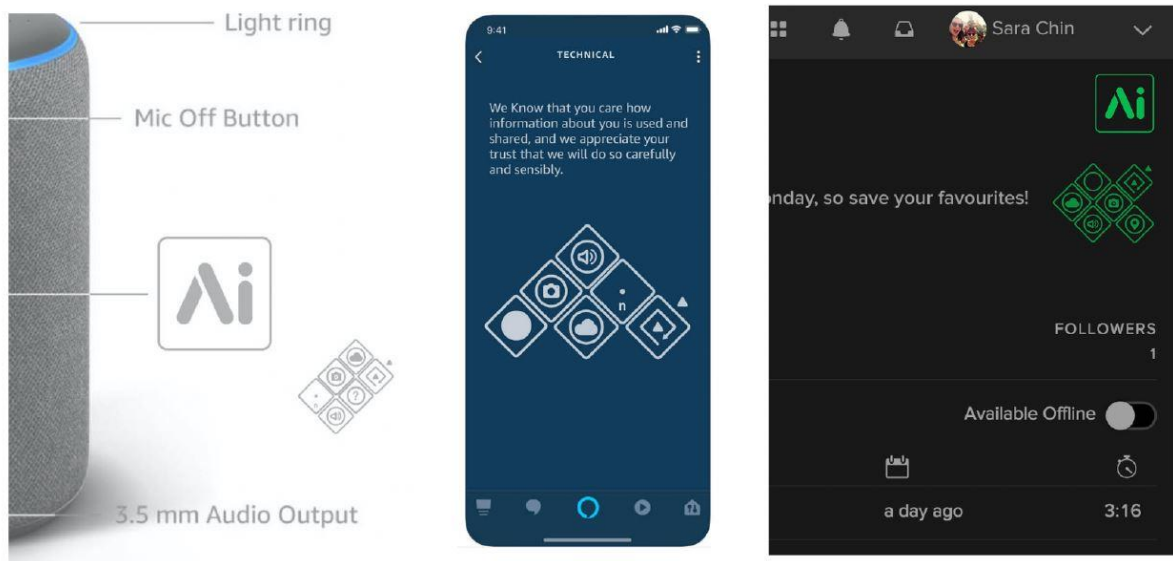 Light ring
Mic Off Button
Ai
n
?
3.5 mm Audio Output
9:41
TECHNICAL
We Know that you care how
information about you is used and
shared, and we appreciate your
trust that we will do so carefully
and sensibly.
n
Sara Chin
Ai
nday, so save your favourites!
FOLLOWERS
1
Available Offline
a day ago
3:16